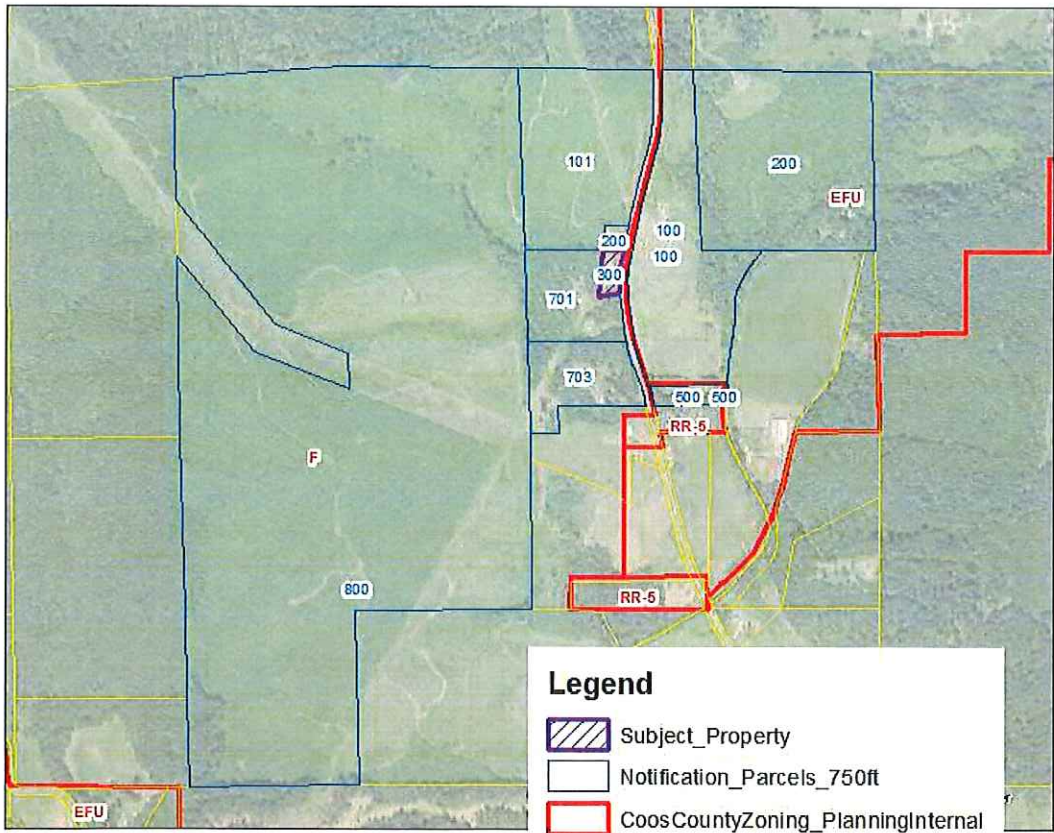 101
200
EFU
200
100
100
300
701
703
500
500
RR-5
F
800
RR-5
EFU
Legend
Subject_Property
Notification_Parcels_750ft
CoosCountyZoning_PlanningInternal